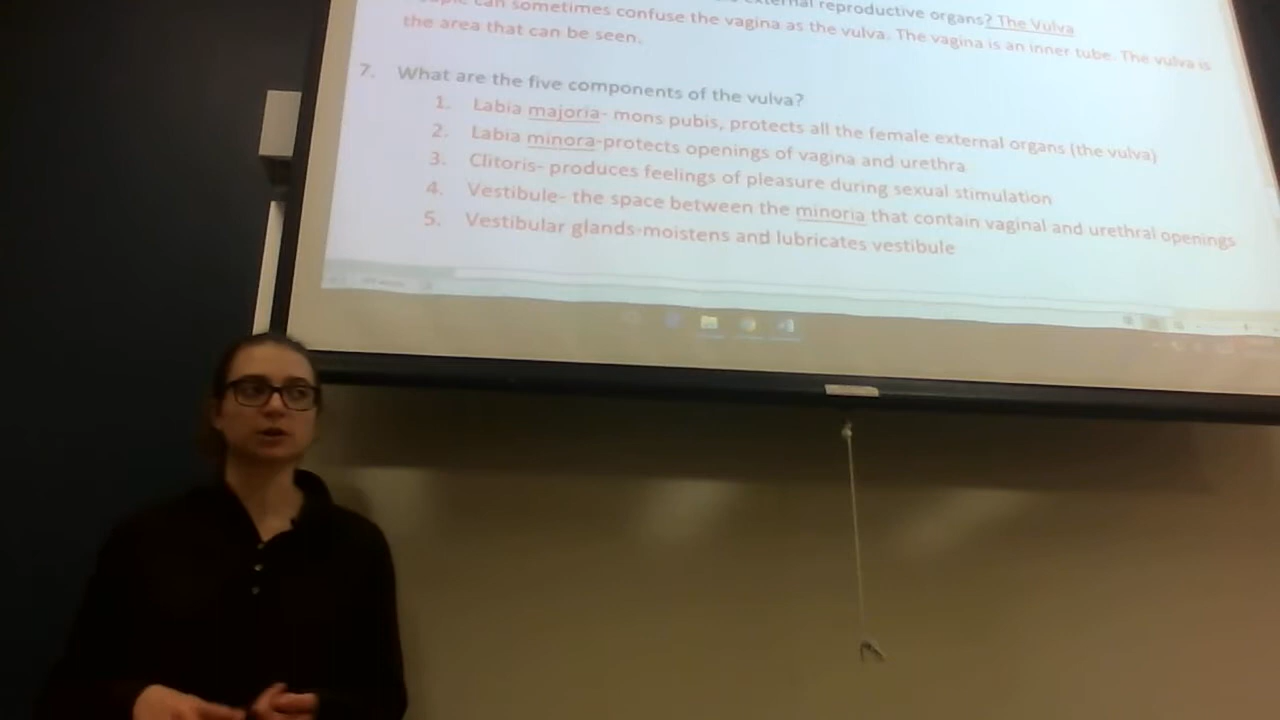 external reproductive organs? The Vulva
can sometimes confuse the vagina as the vulva. The vagina is an inner tube. The vulva is
the area that can be seen.
7. What are the five components of the vulva?
1. Labia majoria- mons pubis, protects all the female external organs (the vulva)
2. Labia minora-protects openings of vagina and urethra
3. Clitoris- produces feelings of pleasure during sexual stimulation
4. Vestibule- the space between the minoria that contain vaginal and urethral openings
5. Vestibular glands-moistens and lubricates vestibule